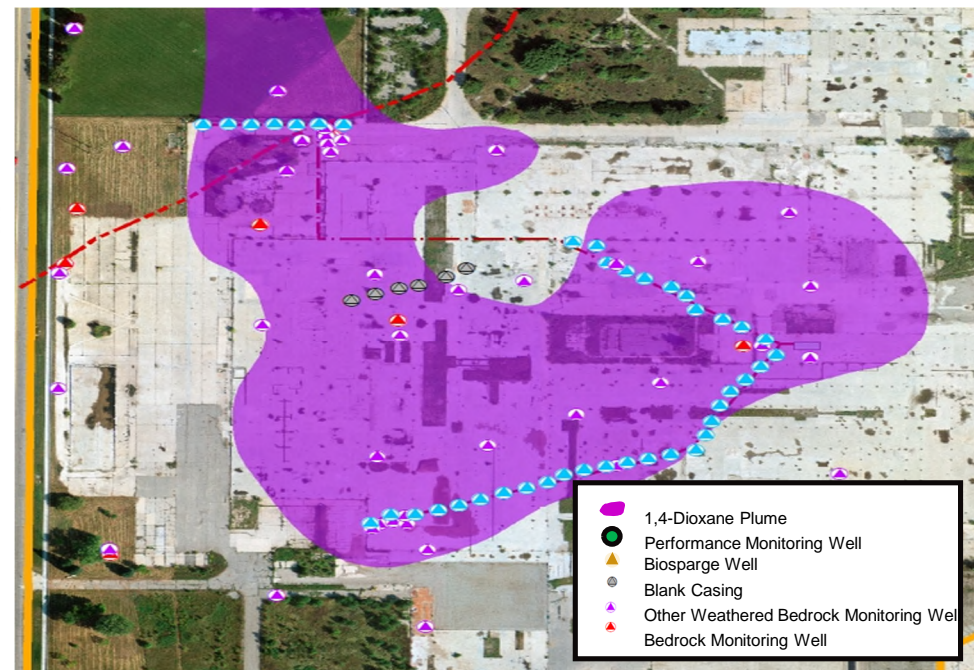 1,4-Dioxane Plume
Performance Monitoring Well
Biosparge Well
Blank Casing
Other Weathered Bedrock Monitoring Wel
Bedrock Monitoring Well